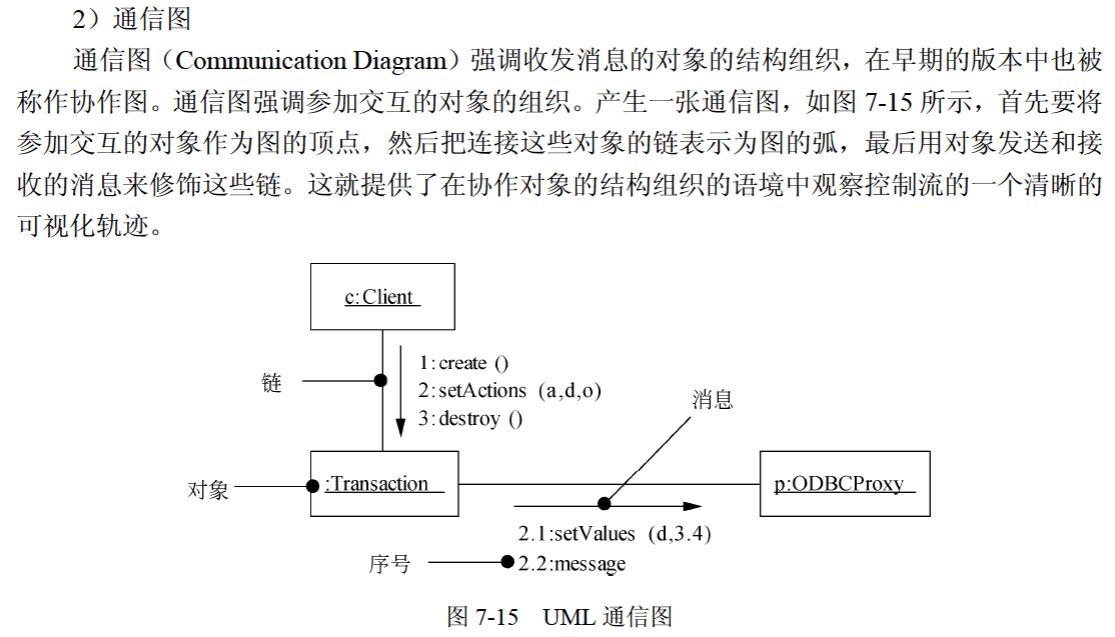 2）通信图
通信图（Communication Diagram）强调收发消息的对象的结构组织，在早期的版本中也被
称作协作图。通信图强调参加交互的对象的组织。产生一张通信图，如图 7-15 所示，首先要将
参加交互的对象作为图的顶点，然后把连接这些对象的链表示为图的弧，最后用对象发送和接
收的消息来修饰这些链。这就提供了在协作对象的结构组织的语境中观察控制流的一个清晰的
可视化轨迹。
c:Client
链
1:create ()
2:setActions (a,d,o)
3:destroy ()
消息
对象
:Transaction
p:ODBCProxy
2.1:setValues (d,3.4)
序号
2.2:message
图 7-15 UML 通信图